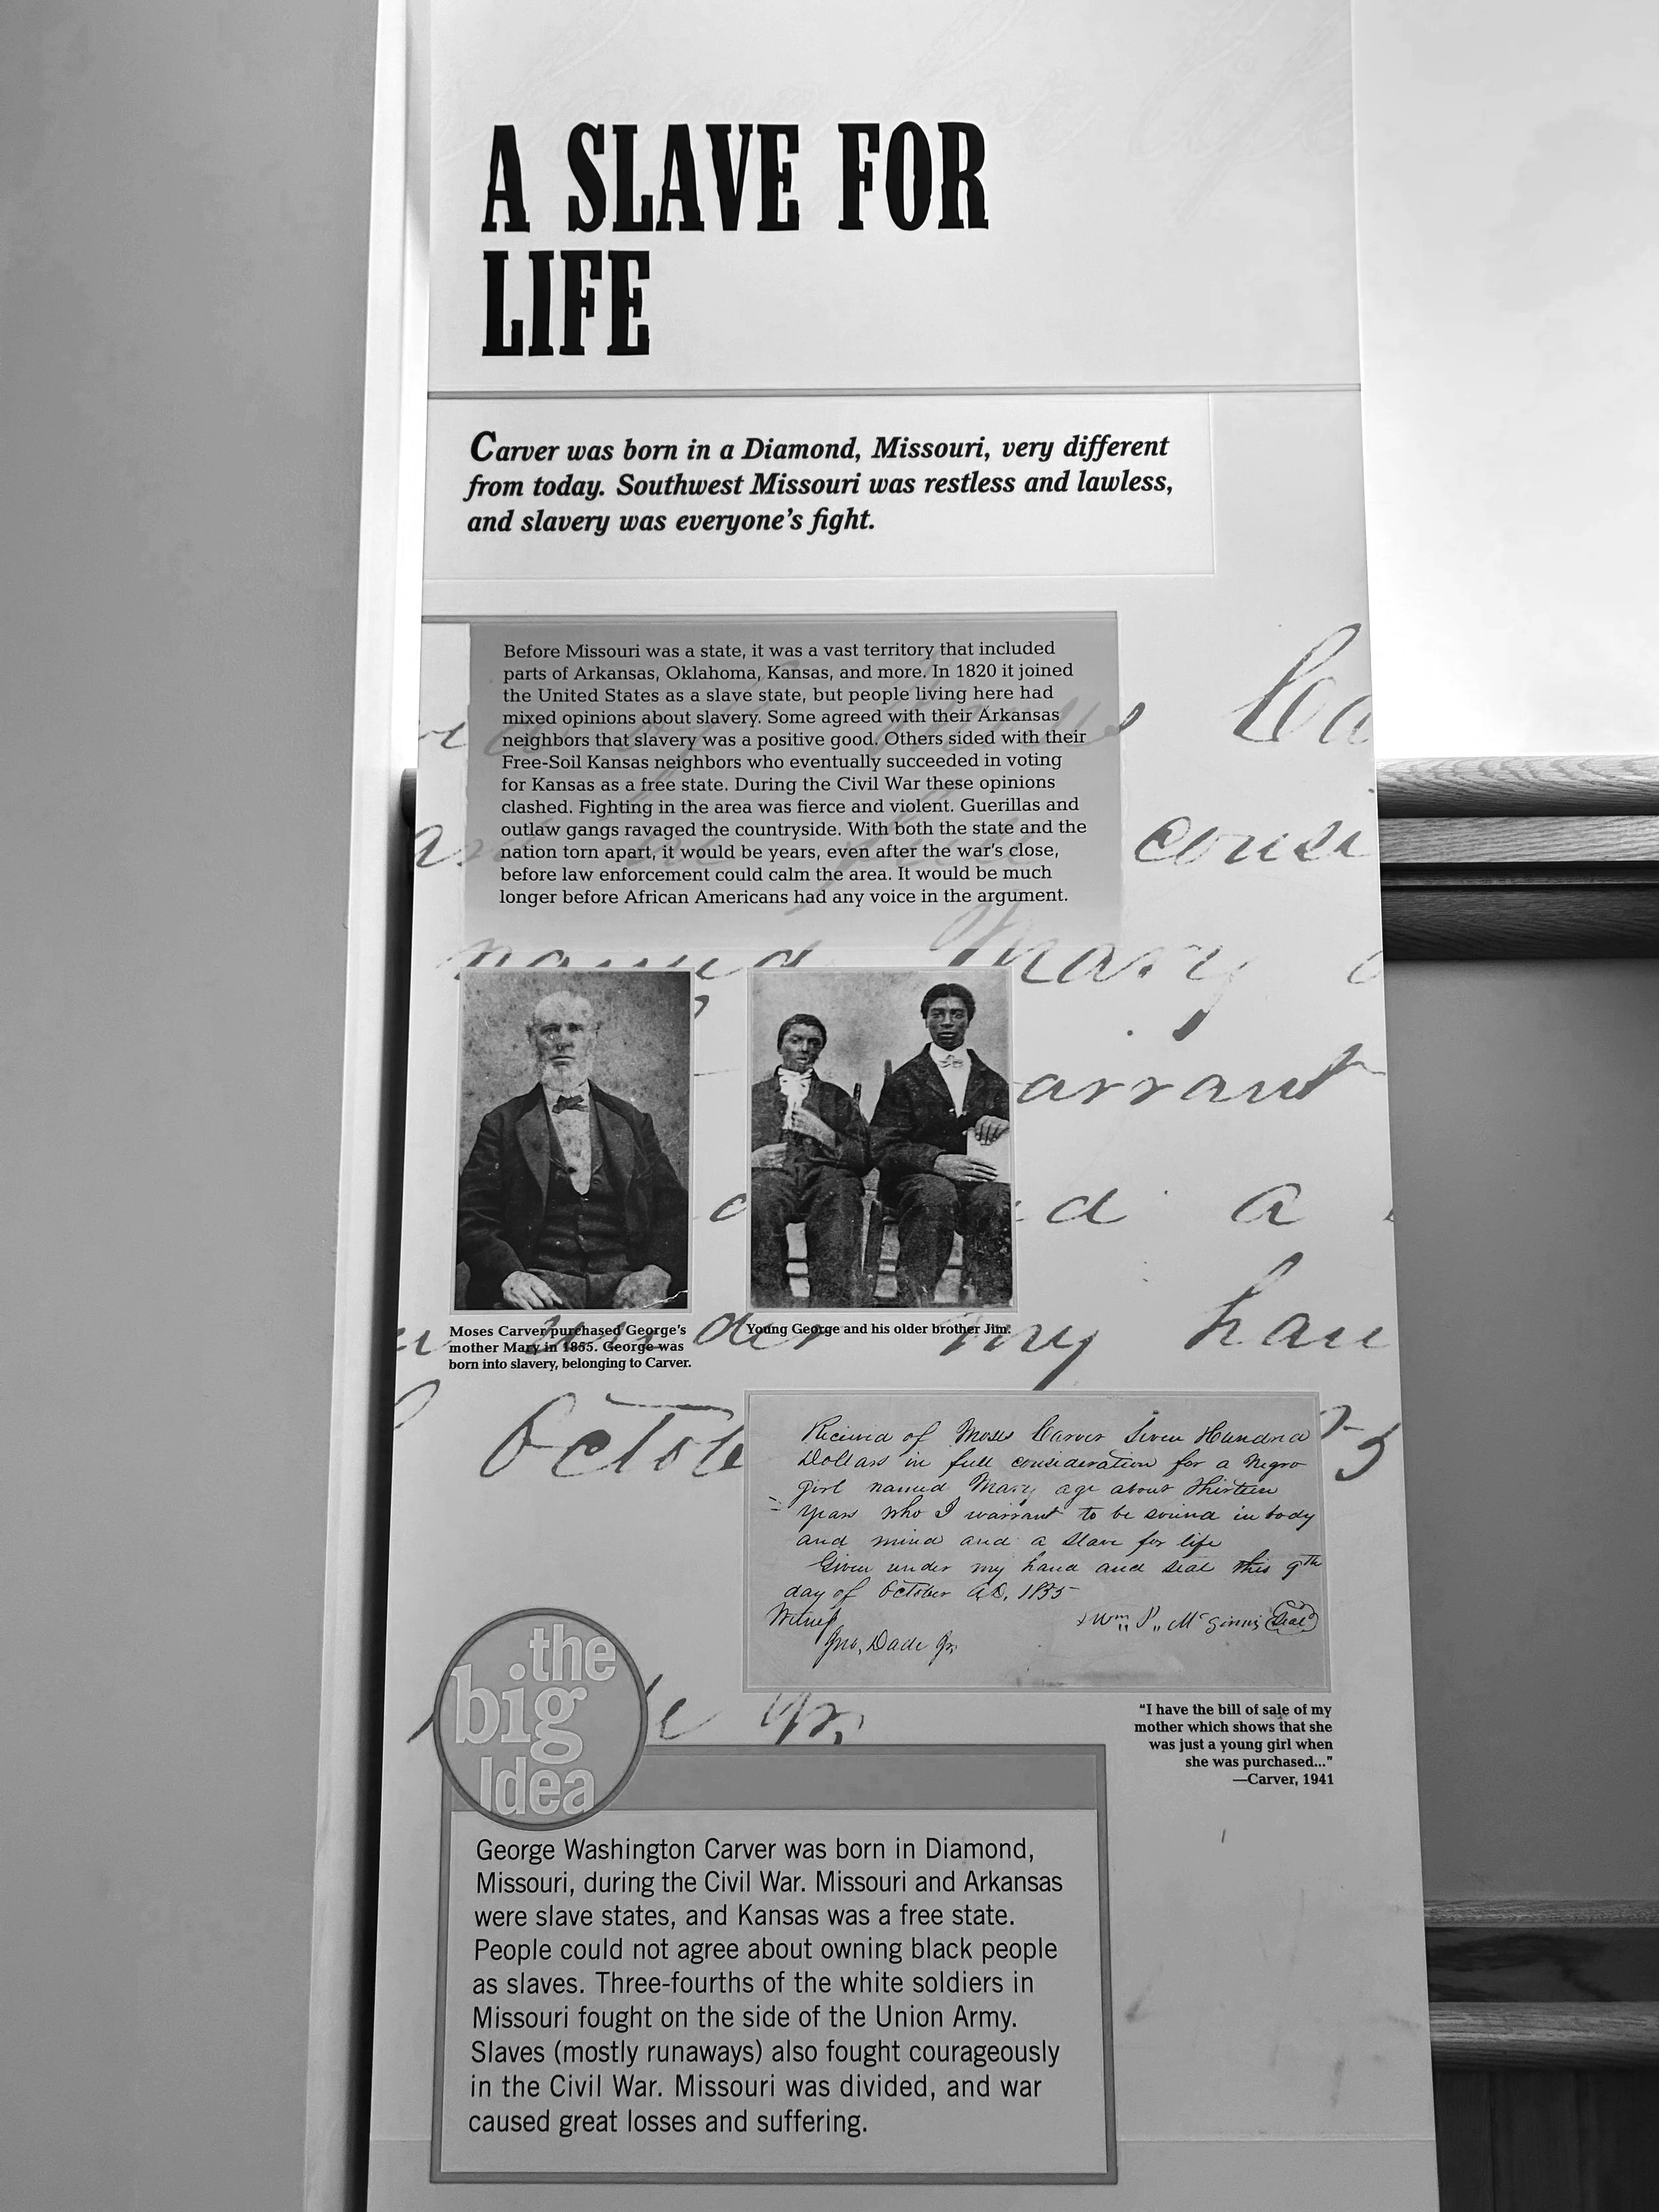 A SLAVE FOR
LIFE
Carver was born in a Diamond, Missouri, very different
from today. Southwest Missouri was restless and lawless,
and slavery was everyone's fight.
Before Missouri was a state, it was a vast territory that included
parts of Arkansas, Oklahoma, Kansas, and more. In 1820 it joined
the United States as a slave state, but people living here had
mixed opinions about slavery. Some agreed with their Arkansas
neighbors that slavery was a positive good. Others sided with their
Free-Soil Kansas neighbors who eventually succeeded in voting
for Kansas as a free state. During the Civil War these opinions
clashed. Fighting in the area was fierce and violent. Guerillas and
outlaw gangs ravaged the countryside. With both the state and the
nation torn apart, it would be years, even after the war's close,
before law enforcement could calm the area. It would be much
longer before African Americans had any voice in the argument.
Moses Carver purchased George's
mother Mary in 1855. George was
born into slavery, belonging to Carver.
Young George and his older brother Jim.
Received of Moses Carver Seven Hundred
Dollars in full consideration for a Negro
girl named Mary age about Thirteen
years who I warrant to be sound in body
and mind and a Slave for life
Given under my hand and seal this 9th
day of October A.D. 1855
Witness
Wm P McGinnis Seal
Jno, Dade Jr,
"I have the bill of sale of my
mother which shows that she
was just a young girl when
she was purchased..."
—Carver, 1941
the
big
Idea
George Washington Carver was born in Diamond,
Missouri, during the Civil War. Missouri and Arkansas
were slave states, and Kansas was a free state.
People could not agree about owning black people
as slaves. Three-fourths of the white soldiers in
Missouri fought on the side of the Union Army.
Slaves (mostly runaways) also fought courageously
in the Civil War. Missouri was divided, and war
caused great losses and suffering.